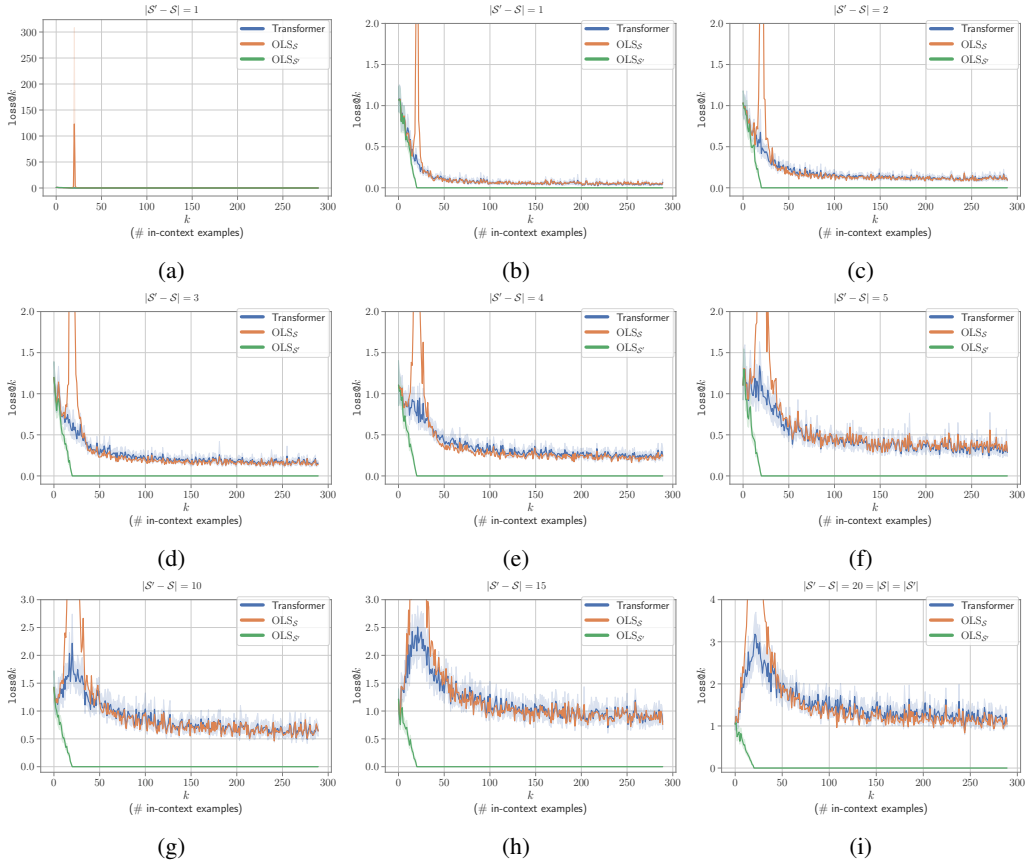 |S′ − S| = 1
loss@k
300
250
200
150
100
50
0
Transformer
OLS_S
OLS_S′
0 100 200 300
k
(# in-context examples)
(a)
|S′ − S| = 1
loss@k
2.0
1.5
1.0
0.5
0.0
Transformer
OLS_S
OLS_S′
0 50 100 150 200 250 300
k
(# in-context examples)
(b)
|S′ − S| = 2
loss@k
2.0
1.5
1.0
0.5
0.0
Transformer
OLS_S
OLS_S′
0 50 100 150 200 250 300
k
(# in-context examples)
(c)
|S′ − S| = 3
loss@k
2.0
1.5
1.0
0.5
0.0
Transformer
OLS_S
OLS_S′
0 50 100 150 200 250 300
k
(# in-context examples)
(d)
|S′ − S| = 4
loss@k
2.0
1.5
1.0
0.5
0.0
Transformer
OLS_S
OLS_S′
0 50 100 150 200 250 300
k
(# in-context examples)
(e)
|S′ − S| = 5
loss@k
2.0
1.5
1.0
0.5
0.0
Transformer
OLS_S
OLS_S′
0 50 100 150 200 250 300
k
(# in-context examples)
(f)
|S′ − S| = 10
loss@k
3.0
2.5
2.0
1.5
1.0
0.5
0.0
Transformer
OLS_S
OLS_S′
0 50 100 150 200 250 300
k
(# in-context examples)
(g)
|S′ − S| = 15
loss@k
3.0
2.5
2.0
1.5
1.0
0.5
0.0
Transformer
OLS_S
OLS_S′
0 50 100 150 200 250 300
k
(# in-context examples)
(h)
|S′ − S| = 20 = |S| = |S′|
loss@k
4
3
2
1
0
Transformer
OLS_S
OLS_S′
0 50 100 150 200 250 300
k
(# in-context examples)
(i)